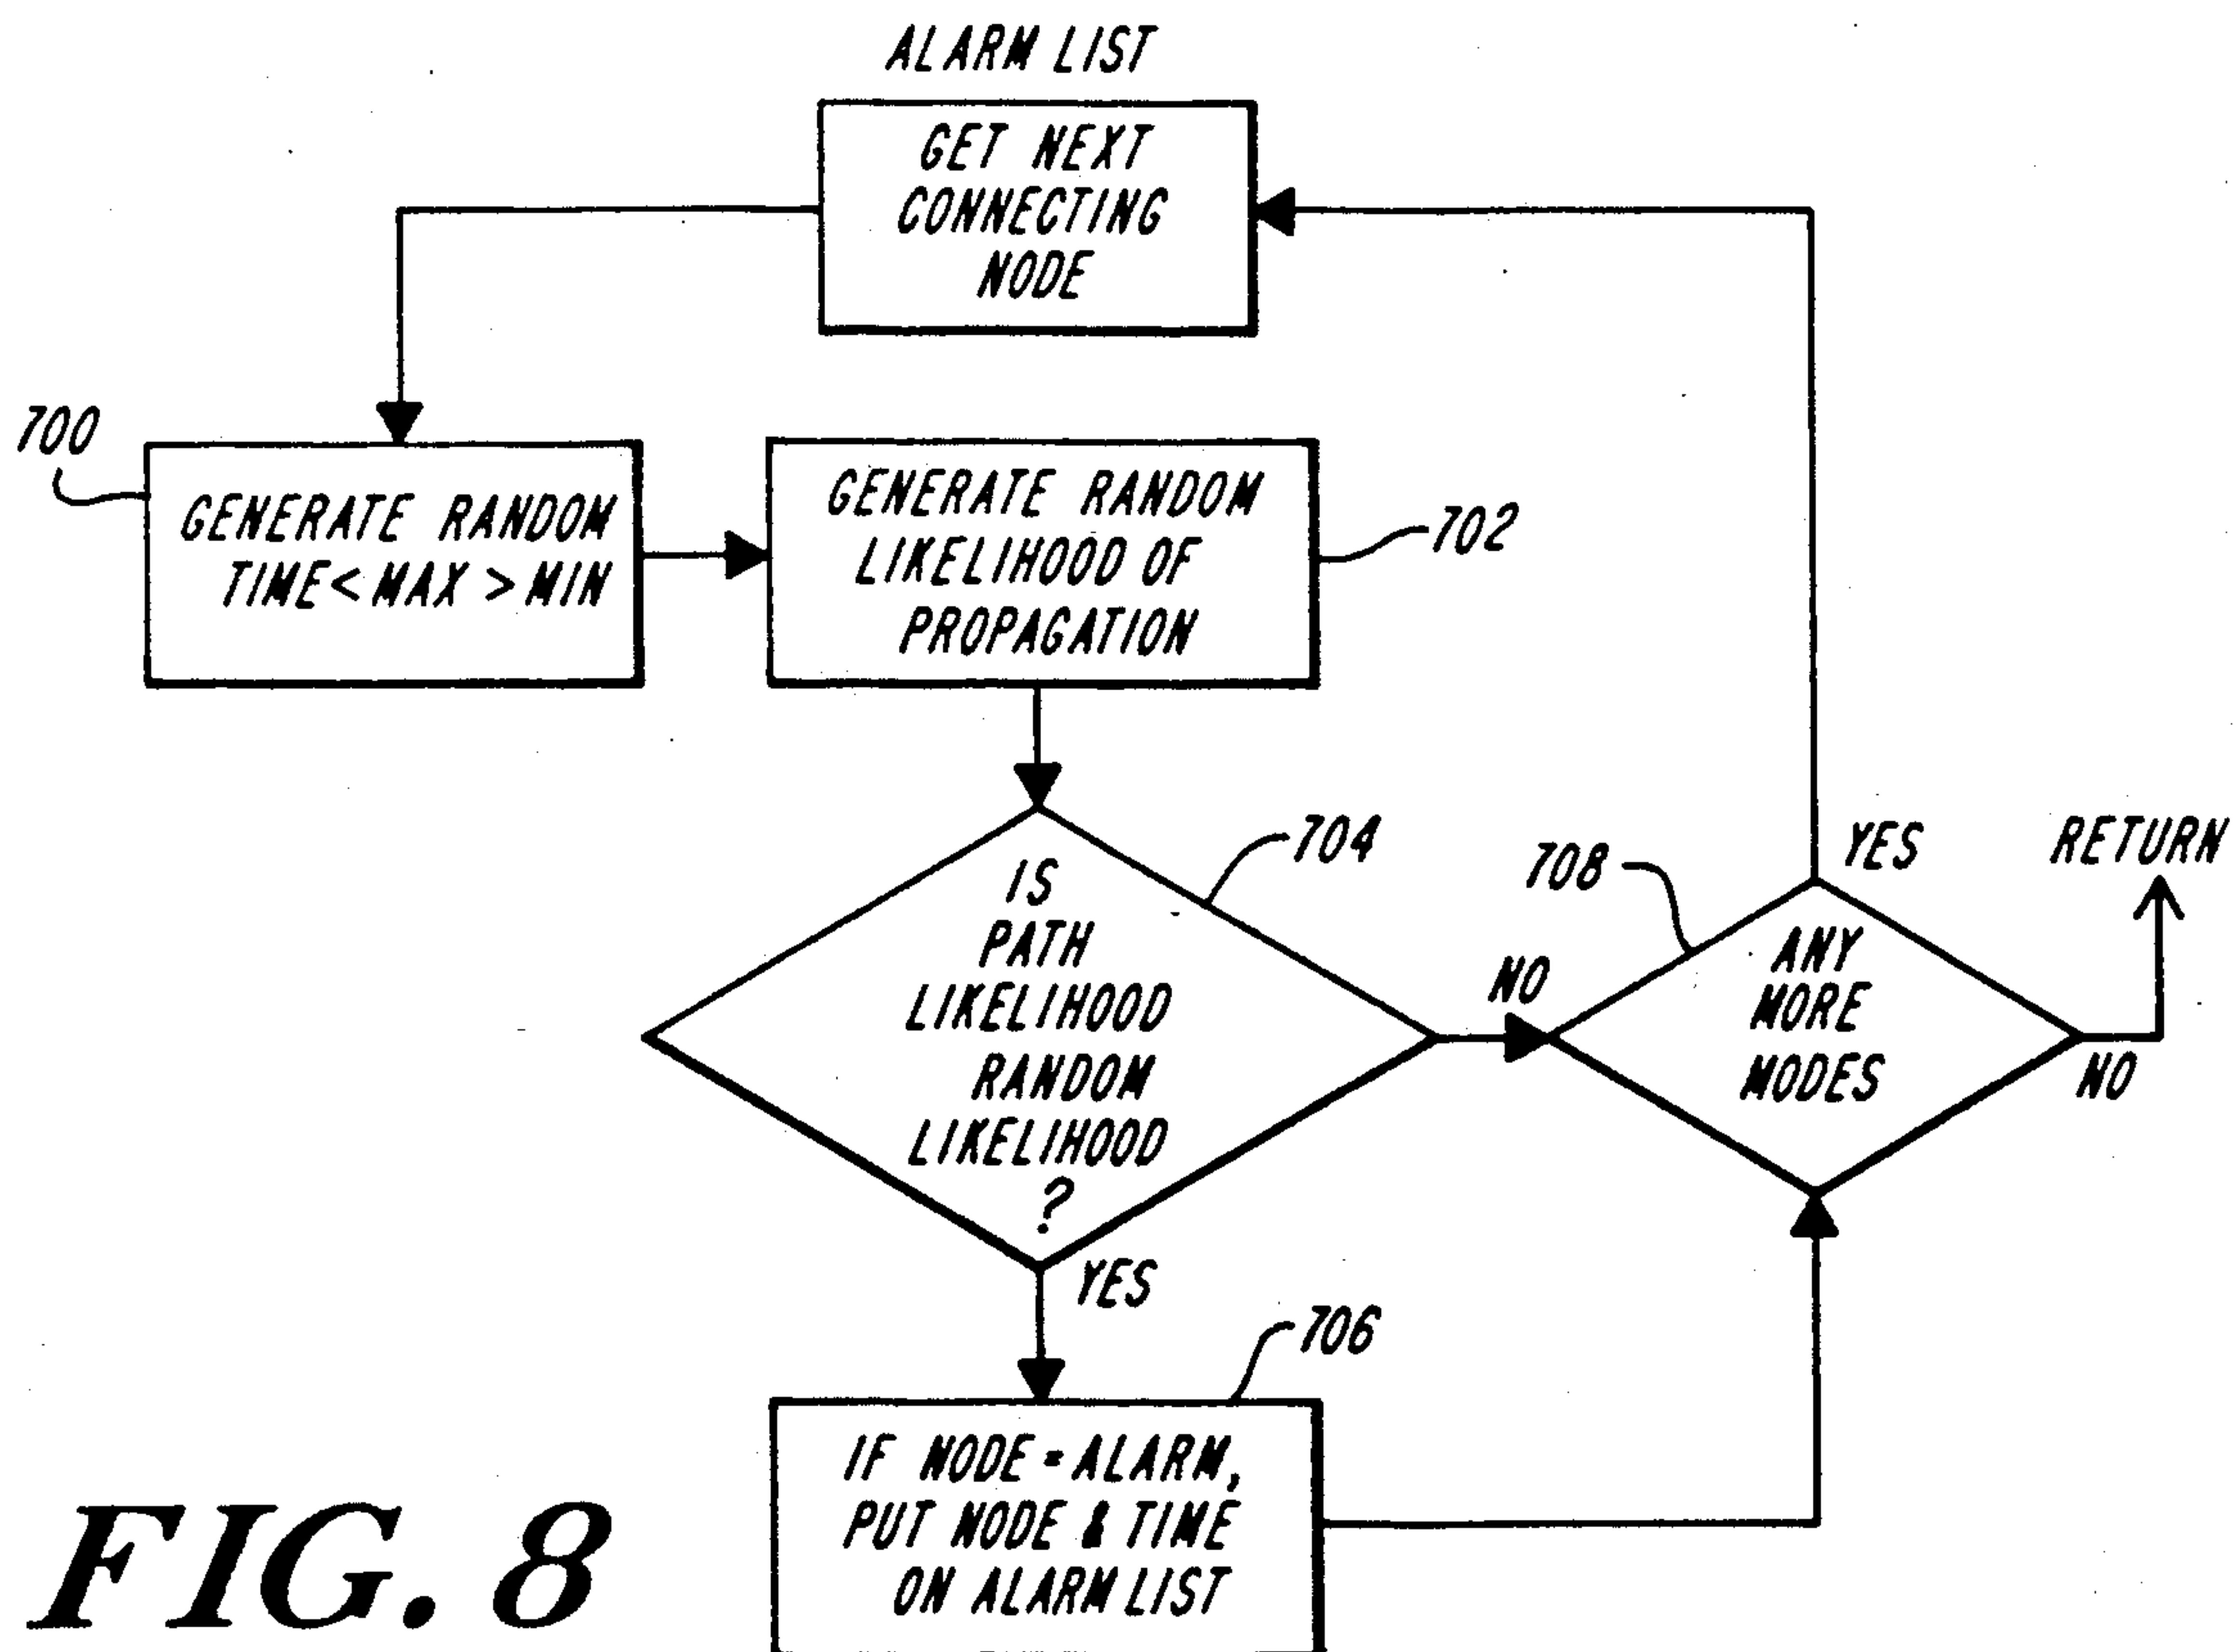 ALARM LIST
GET NEXT
CONNECTING
NODE
700
GENERATE RANDOM
TIME < MAX > MIN
GENERATE RANDOM
LIKELIHOOD OF
PROPAGATION
702
IS
PATH
LIKELIHOOD
RANDOM
LIKELIHOOD
?
704
NO
YES
708
ANY
MORE
MODES
YES
NO
RETURN
706
IF NODE = ALARM,
PUT NODE & TIME
ON ALARM LIST
FIG. 8